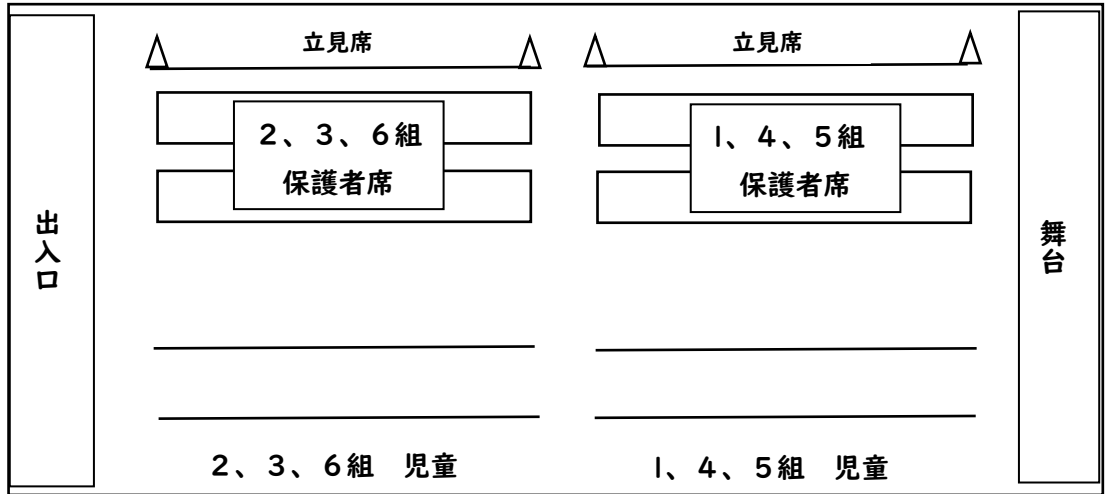 立見席
立見席
２、３、６組
保護者席
１、４、５組
保護者席
出入口
舞台
２、３、６組　児童
１、４、５組　児童